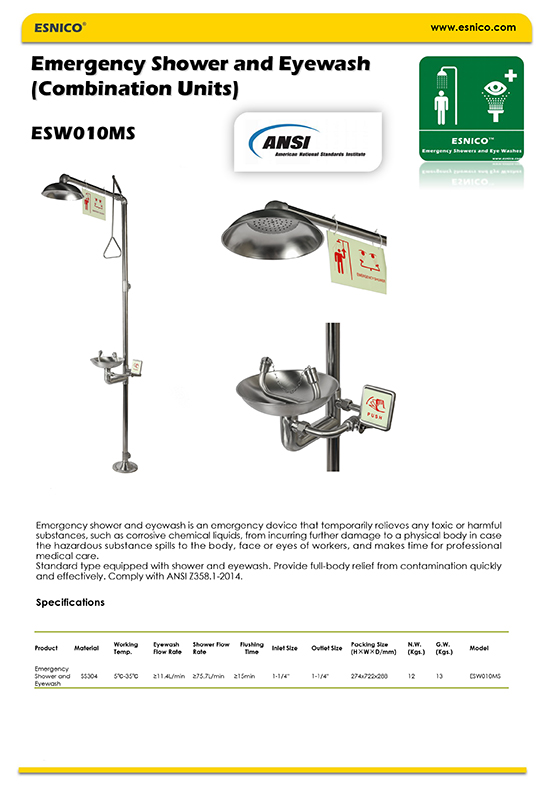 ESNICO®
www.esnico.com
Emergency Shower and Eyewash
(Combination Units)
ESW010MS
ANSI
American National Standards Institute
ESNICO™
Emergency Showers and Eye Washes
www.esnico.com
EMERGENCY SHOWER
PUSH
Emergency shower and eyewash is an emergency device that temporarily relieves any toxic or harmful
substances, such as corrosive chemical liquids, from incurring further damage to a physical body in case
the hazardous substance spills to the body, face or eyes of workers, and makes time for professional
medical care.
Standard type equipped with shower and eyewash. Provide full-body relief from contamination quickly
and effectively. Comply with ANSI Z358.1-2014.
Specifications
Product Material Working Temp. Eyewash Flow Rate Shower Flow Rate Flushing Time Inlet Size Outlet Size Packing Size (H×W×D/mm) N.W. (Kgs.) G.W. (Kgs.) Model
Emergency Shower and Eyewash SS304 5℃-35℃ ≥11.4L/min ≥75.7L/min ≥15min 1-1/4" 1-1/4" 274x722x288 12 13 ESW010MS